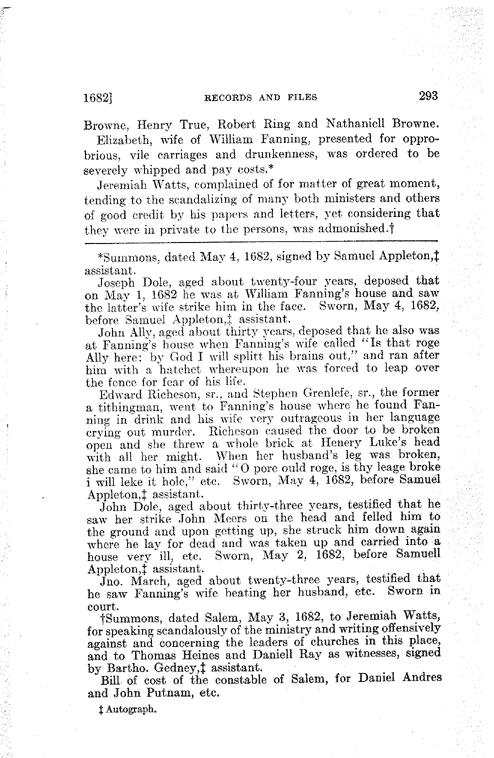 1682] RECORDS AND FILES 293
Browne, Henry True, Robert Ring and Nathaniell Browne.
Elizabeth, wife of William Fanning, presented for oppro-
brious, vile carriages and drunkenness, was ordered to be
severely whipped and pay costs.*
Jeremiah Watts, complained of for matter of great moment,
tending to the scandalizing of many both ministers and others
of good credit by his papers and letters, yet considering that
they were in private to the persons, was admonished.†
*Summons, dated May 4, 1682, signed by Samuel Appleton,‡
assistant.
Joseph Dole, aged about twenty-four years, deposed that
on May 1, 1682 he was at William Fanning's house and saw
the latter's wife strike him in the face. Sworn, May 4, 1682,
before Samuel Appleton,‡ assistant.
John Ally, aged about thirty years, deposed that he also was
at Fanning's house when Fanning's wife called "Is that roge
Ally here: by God I will splitt his brains out," and ran after
him with a hatchet whereupon he was forced to leap over
the fence for fear of his life.
Edward Richeson, sr., and Stephen Grenlefe, sr., the former
a tithingman, went to Fanning's house where he found Fan-
ning in drink and his wife very outrageous in her language
crying out murder. Richeson caused the door to be broken
open and she threw a whole brick at Henery Luke's head
with all her might. When her husband's leg was broken,
she came to him and said "O pore ould roge, is thy leage broke
i will leke it hole," etc. Sworn, May 4, 1682, before Samuel
Appleton,‡ assistant.
John Dole, aged about thirty-three years, testified that he
saw her strike John Meers on the head and felled him to
the ground and upon getting up, she struck him down again
where he lay for dead and was taken up and carried into a
house very ill, etc. Sworn, May 2, 1682, before Samuell
Appleton,‡ assistant.
Jno. March, aged about twenty-three years, testified that
he saw Fanning's wife beating her husband, etc. Sworn in
court.
†Summons, dated Salem, May 3, 1682, to Jeremiah Watts,
for speaking scandalously of the ministry and writing offensively
against and concerning the leaders of churches in this place,
and to Thomas Heines and Daniell Ray as witnesses, signed
by Bartho. Gedney,‡ assistant.
Bill of cost of the constable of Salem, for Daniel Andres
and John Putnam, etc.
‡ Autograph.